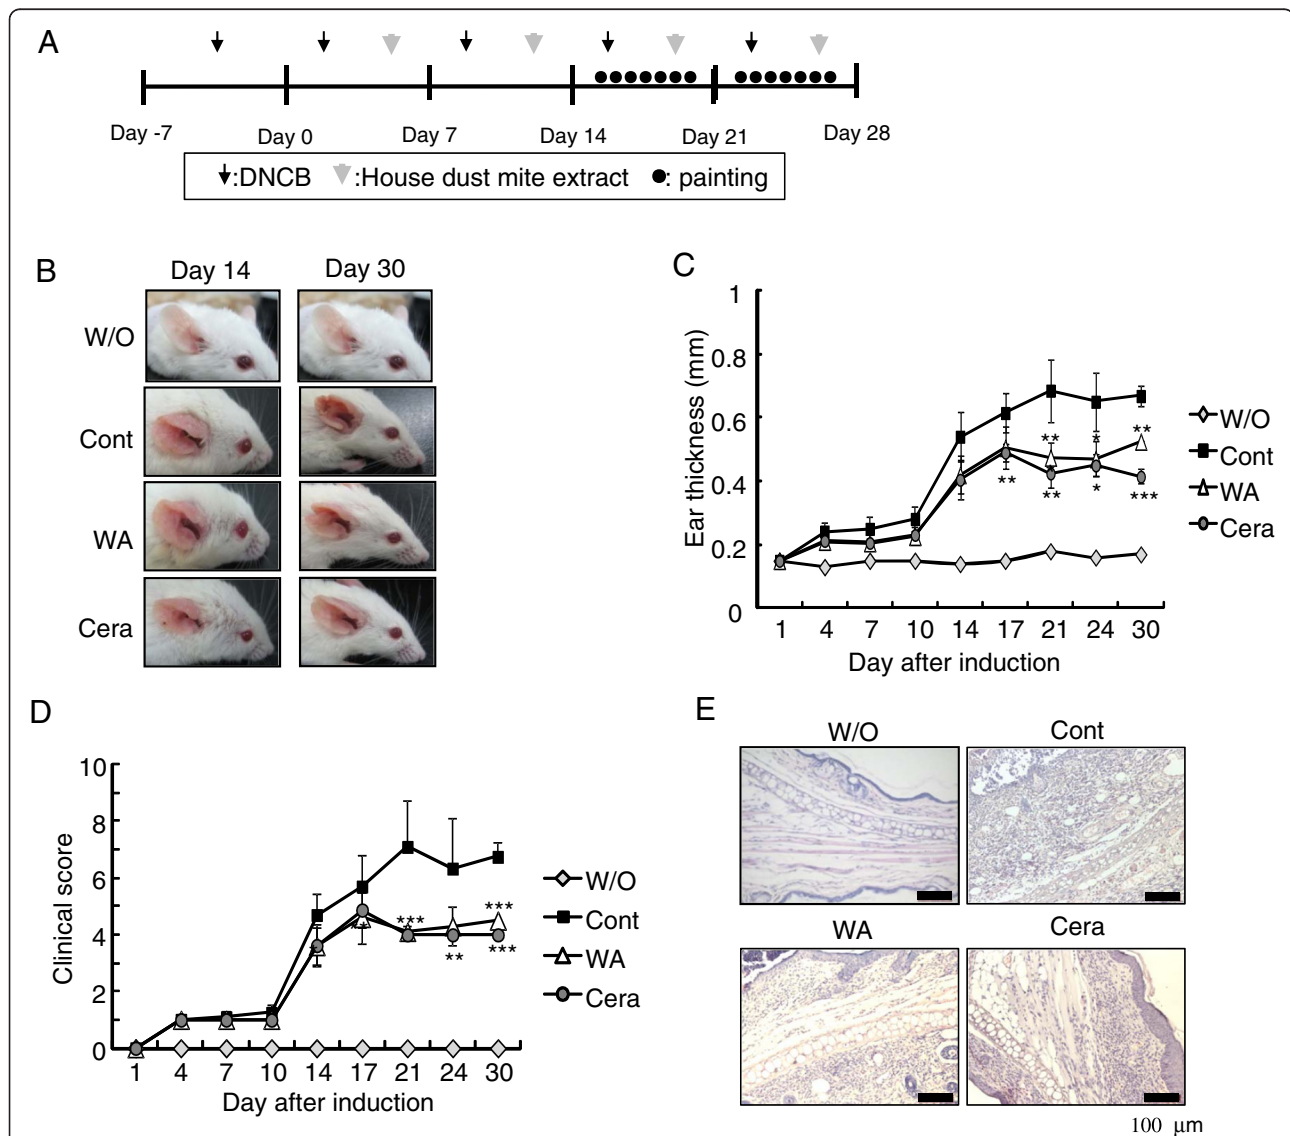 A
Day -7 Day 0 Day 7 Day 14 Day 21 Day 28
:DNCB :House dust mite extract : painting
B
Day 14 Day 30
W/O
Cont
WA
Cera
C
Ear thickness (mm)
1
0.8
0.6
0.4
0.2
0
** * **
** ** * ***
1 4 7 10 14 17 21 24 30
Day after induction
W/O
Cont
WA
Cera
D
Clinical score
10
8
6
4
2
0
*** ***
** ***
1 4 7 10 14 17 21 24 30
Day after induction
W/O
Cont
WA
Cera
E
W/O Cont
WA Cera
100 μm